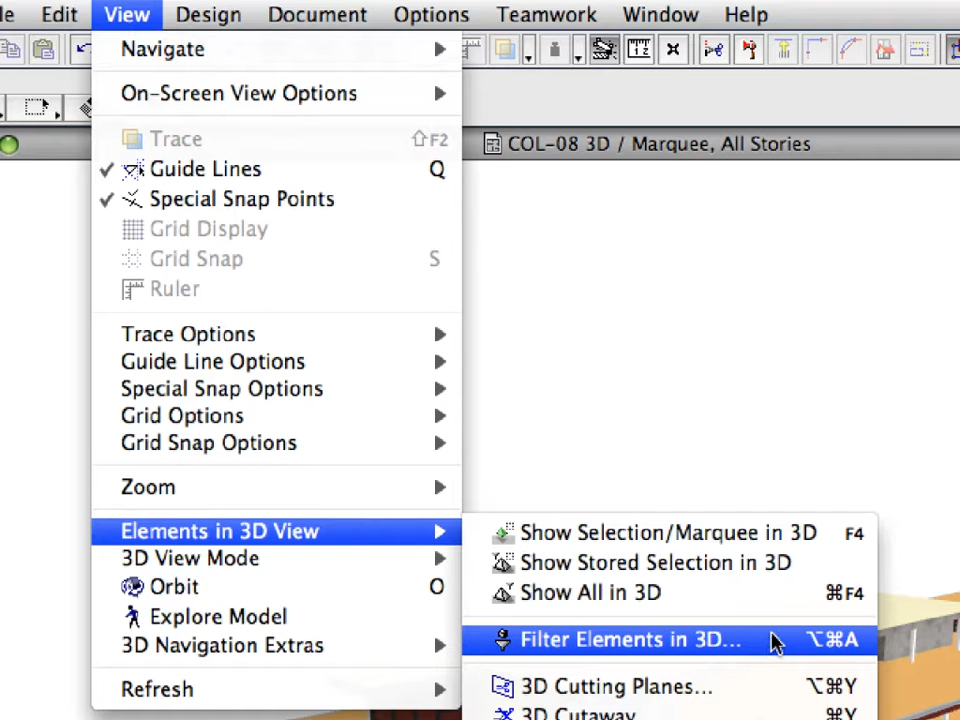 le Edit View Design Document Options Teamwork Window Help
COL-08 3D / Marquee, All Stories
Navigate
On-Screen View Options
Trace ⇧F2
✓ Guide Lines Q
✓ Special Snap Points
Grid Display
Grid Snap S
Ruler
Trace Options
Guide Line Options
Special Snap Options
Grid Options
Grid Snap Options
Zoom
Elements in 3D View
3D View Mode
Orbit O
Explore Model
3D Navigation Extras
Refresh
Show Selection/Marquee in 3D F4
Show Stored Selection in 3D
Show All in 3D ⌘F4
Filter Elements in 3D... ⌥⌘A
3D Cutting Planes... ⌥⌘Y
3D Cutaway ⌘Y